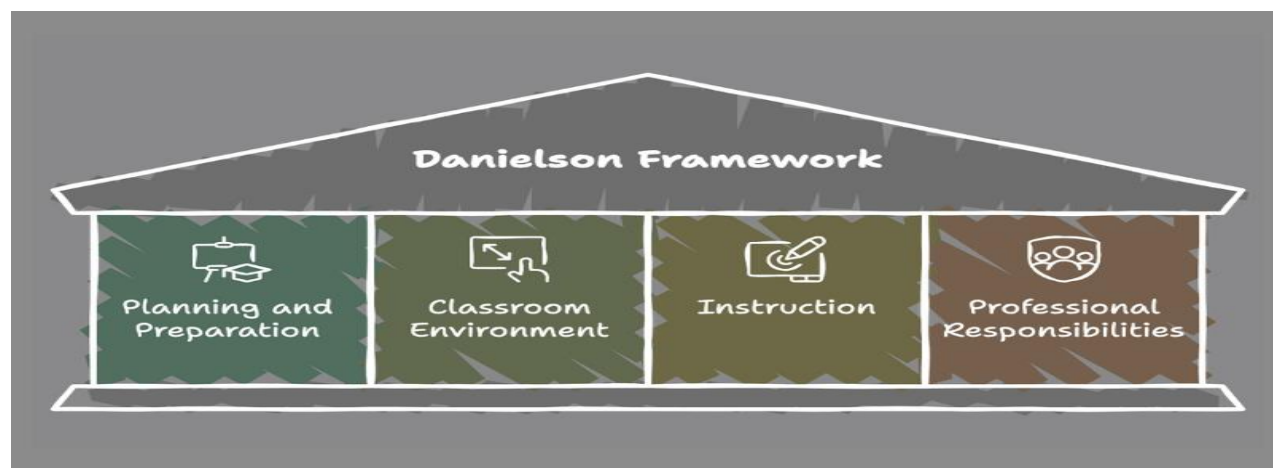 Danielson Framework
Planning and
Preparation
Classroom
Environment
Instruction
Professional
Responsibilities